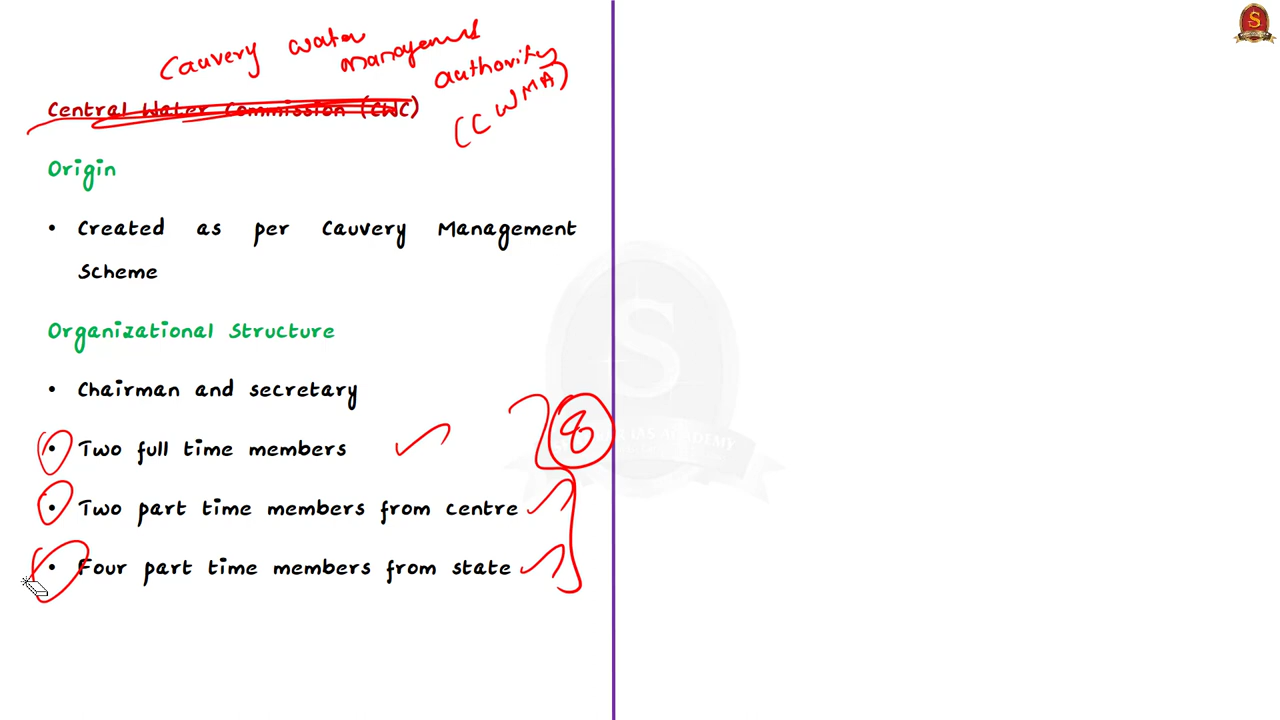 Cauvery water
management
authority
(CWMA)
Central Water Commission (CWC)
Origin
• Created as per Cauvery Management
Scheme
Organizational Structure
• Chairman and secretary
• Two full time members
8
• Two part time members from centre
• Four part time members from state
S
IAS ACADEMY